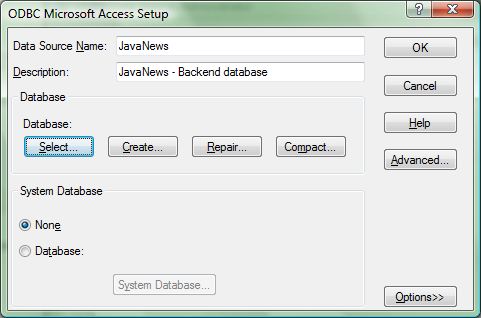 ODBC Microsoft Access Setup
Data Source Name: JavaNews
OK
Description: JavaNews - Backend database
Cancel
Database
Database:
Help
Select... Create... Repair... Compact...
Advanced...
System Database
None
Database:
System Database...
Options>>